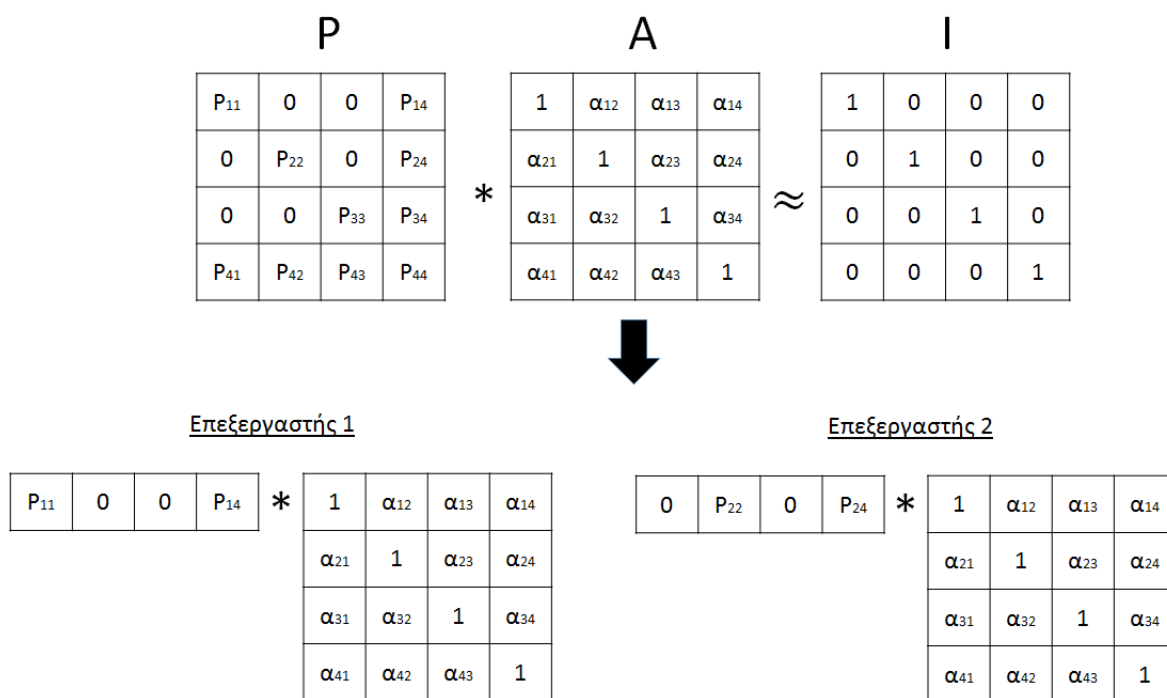 P A I
P11 0 0 P14 1 α12 α13 α14 1 0 0 0
0 P22 0 P24 α21 1 α23 α24 0 1 0 0
* ≈
0 0 P33 P34 α31 α32 1 α34 0 0 1 0
P41 P42 P43 P44 α41 α42 α43 1 0 0 0 1
Επεξεργαστής 1
Επεξεργαστής 2
P11 0 0 P14 * 1 α12 α13 α14
α21 1 α23 α24
α31 α32 1 α34
α41 α42 α43 1
0 P22 0 P24 * 1 α12 α13 α14
α21 1 α23 α24
α31 α32 1 α34
α41 α42 α43 1